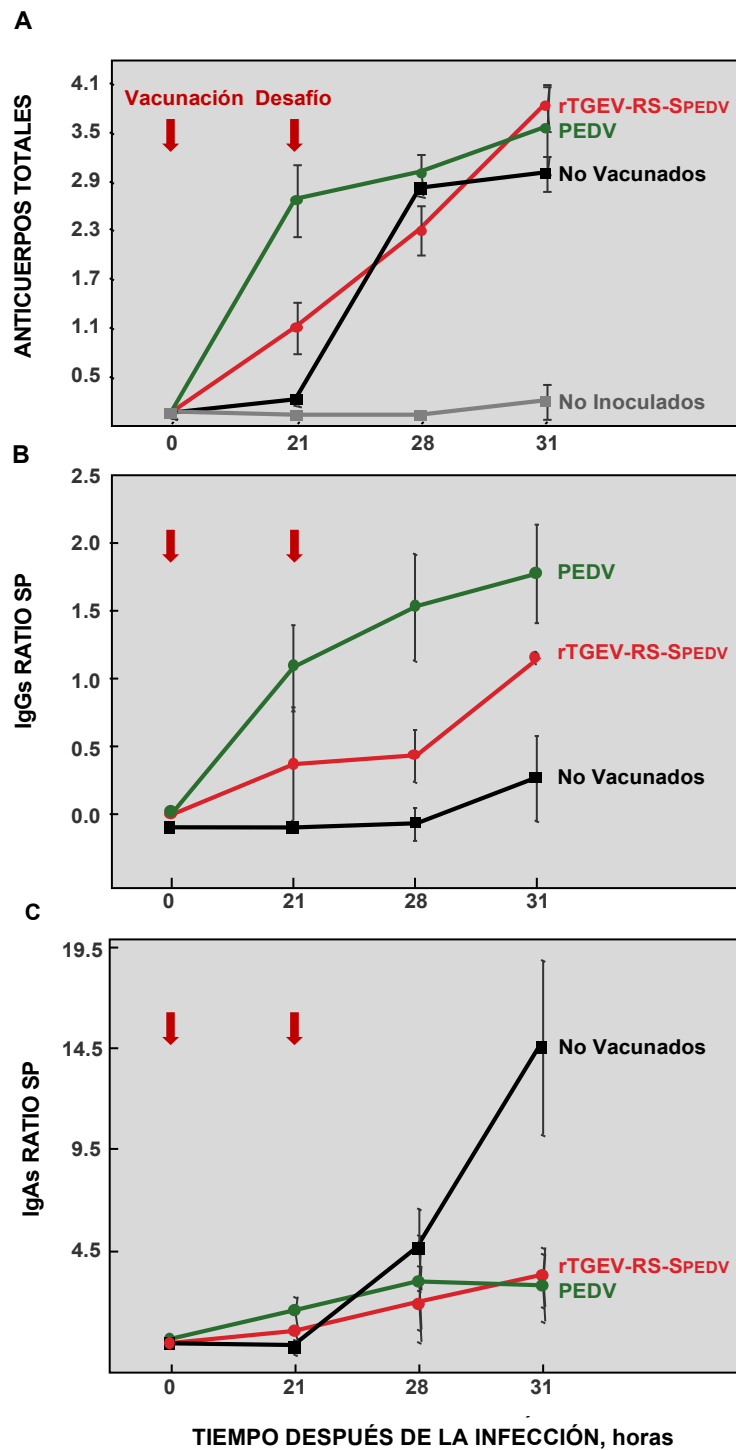 A
ANTICUERPOS TOTALES
4.1
3.5
2.9
2.3
1.7
1.1
0.5
Vacunación Desafío
rTGEV-RS-SPEDV
PEDV
No Vacunados
No Inoculados
0 21 28 31
B
IgGs RATIO SP
2.5
2.0
1.5
1.0
0.5
0.0
PEDV
rTGEV-RS-SPEDV
No Vacunados
0 21 28 31
C
IgAs RATIO SP
19.5
14.5
9.5
4.5
No Vacunados
rTGEV-RS-SPEDV
PEDV
0 21 28 31
TIEMPO DESPUÉS DE LA INFECCIÓN, horas